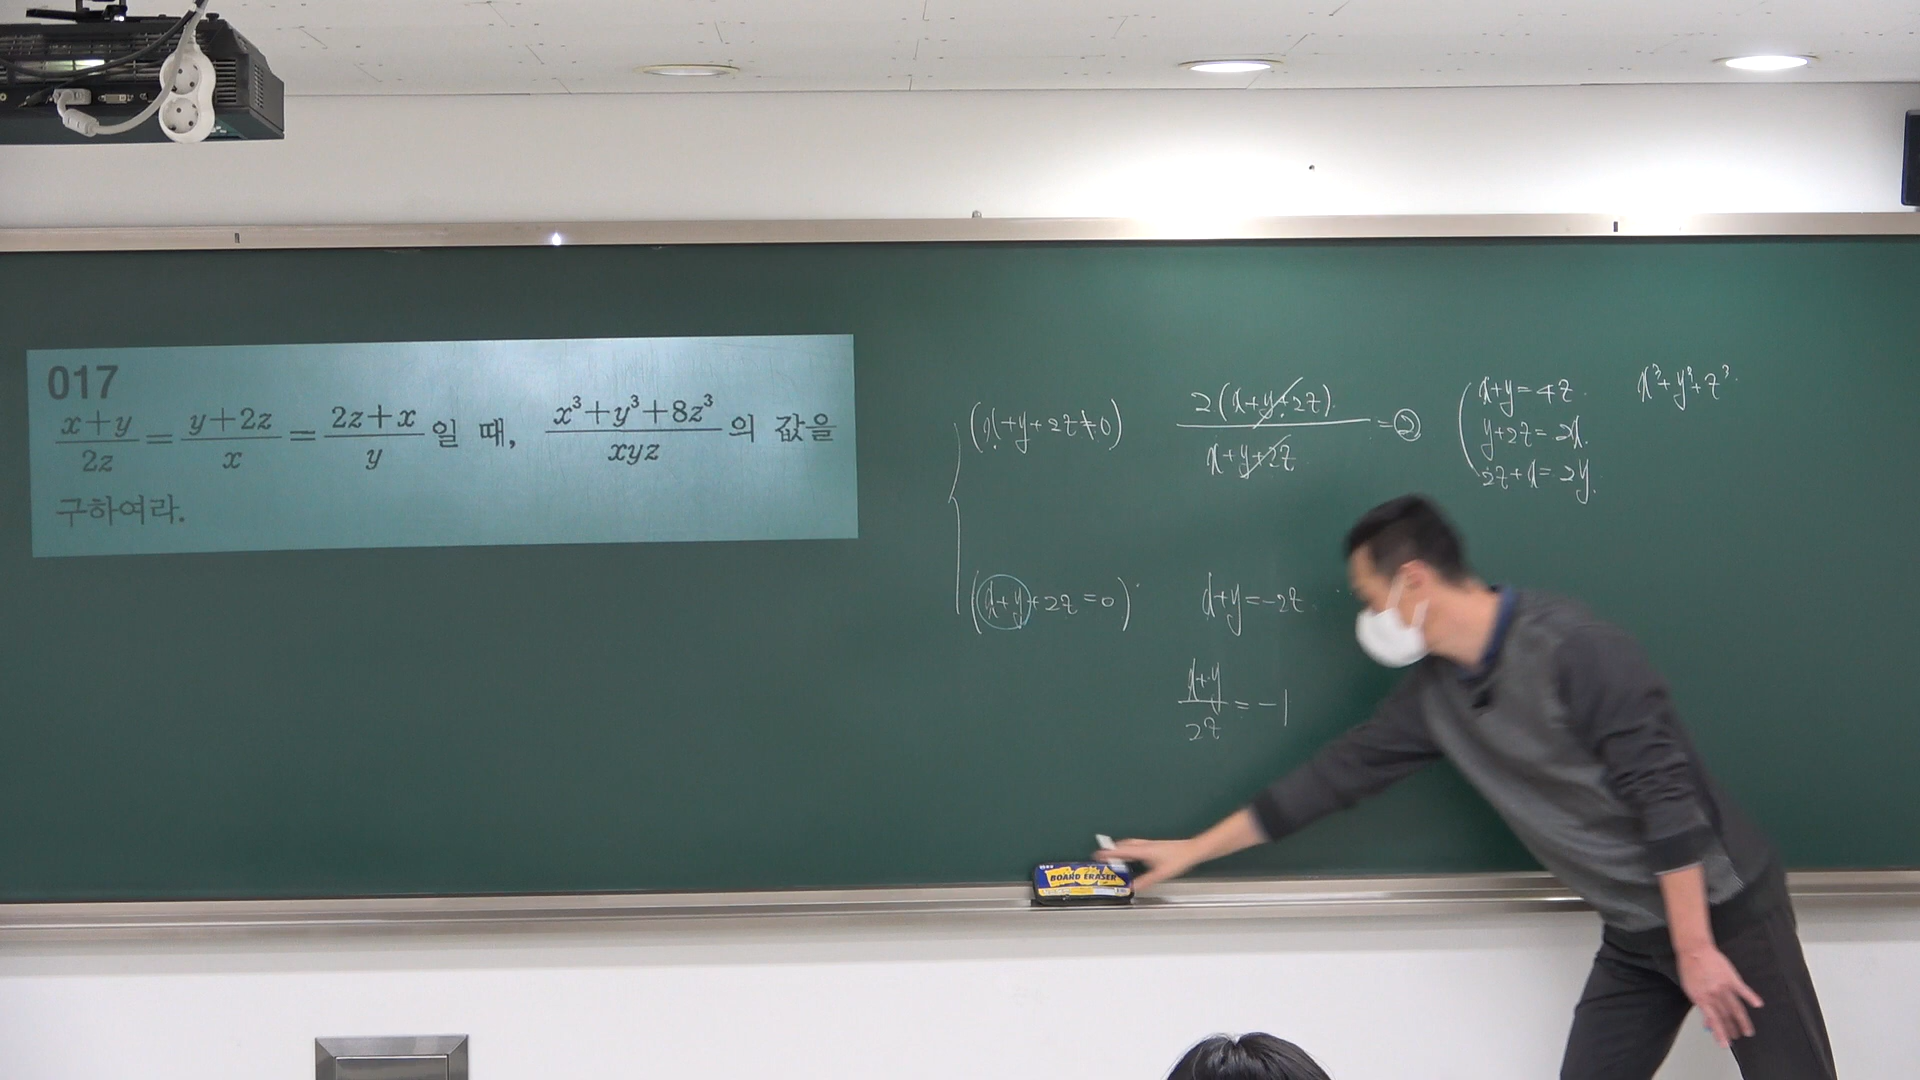 017
x+y/2z = y+2z/x = 2z+x/y 일 때, x³+y³+8z³/xyz 의 값을
구하여라.
(x+y+2z≠0) 2(x+y+2z)/x+y+2z = ②
x+y=4z.
y+2z=2x.
2z+x=2y.
x³+y³+z³.
(x+y+2z=0) x+y=-2z
x+y/2z = -1
BOARD ERASER